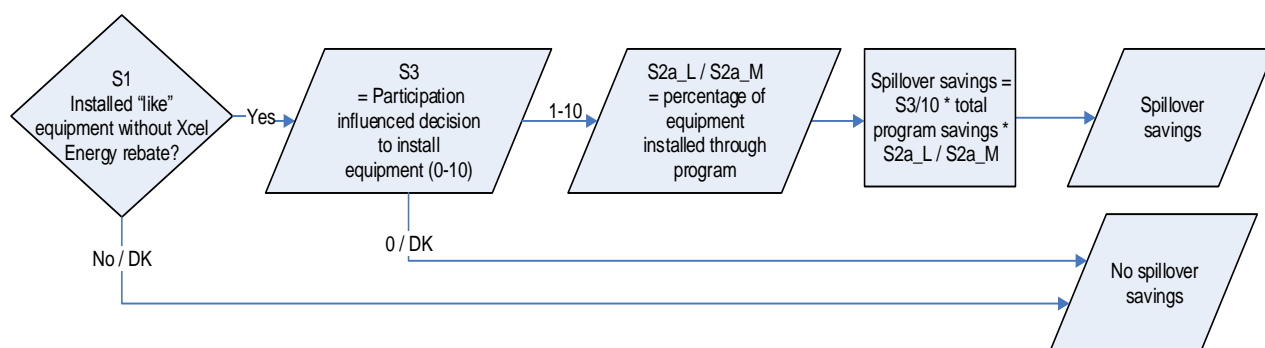 S1
Installed “like”
equipment without Xcel
Energy rebate?
Yes
S3
= Participation
influenced decision
to install
equipment (0-10)
1-10
S2a_L / S2a_M
= percentage of
equipment
installed through
program
Spillover savings =
S3/10 * total
program savings *
S2a_L / S2a_M
Spillover
savings
No / DK
0 / DK
No spillover
savings